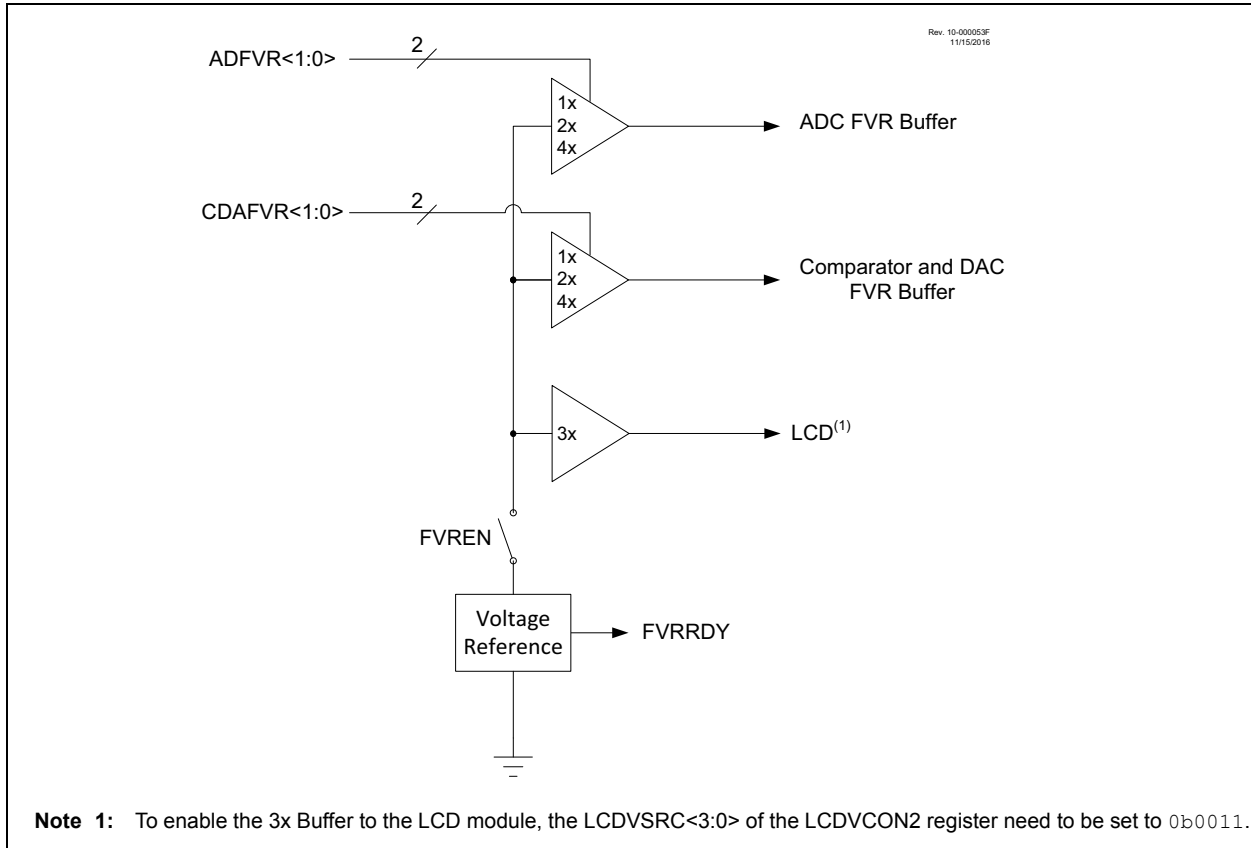 Rev. 10-000053F
11/15/2016
ADFVR<1:0>
2
1x
2x
4x
ADC FVR Buffer
CDAFVR<1:0>
2
1x
2x
4x
Comparator and DAC
FVR Buffer
3x
LCD(1)
FVREN
Voltage
Reference
FVRRDY
Note 1: To enable the 3x Buffer to the LCD module, the LCDVSRC<3:0> of the LCDVCON2 register need to be set to 0b0011.